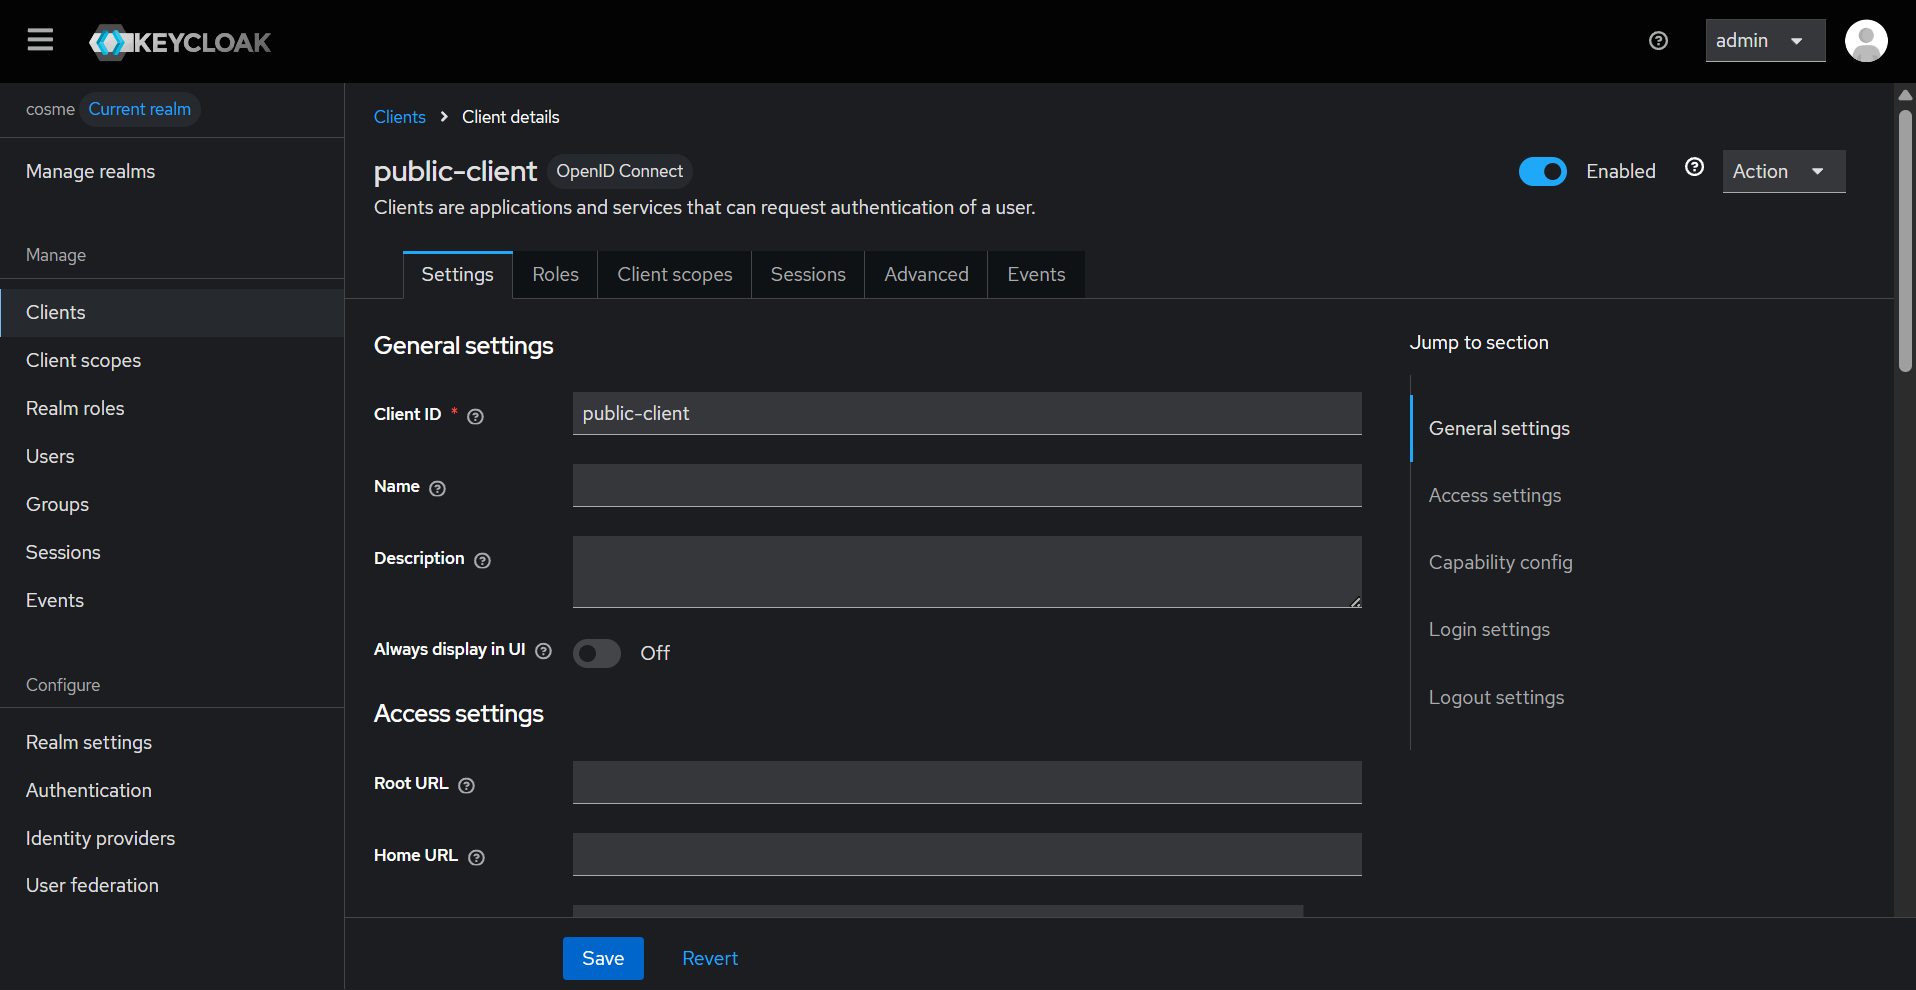 KEYCLOAK
admin
cosme Current realm
Manage realms
Manage
Clients
Client scopes
Realm roles
Users
Groups
Sessions
Events
Configure
Realm settings
Authentication
Identity providers
User federation
Clients Client details
public-client OpenID Connect
Clients are applications and services that can request authentication of a user.
Enabled
Action
Settings Roles Client scopes Sessions Advanced Events
General settings
Client ID * public-client
Name
Description
Always display in UI Off
Access settings
Root URL
Home URL
Save Revert
Jump to section
General settings
Access settings
Capability config
Login settings
Logout settings